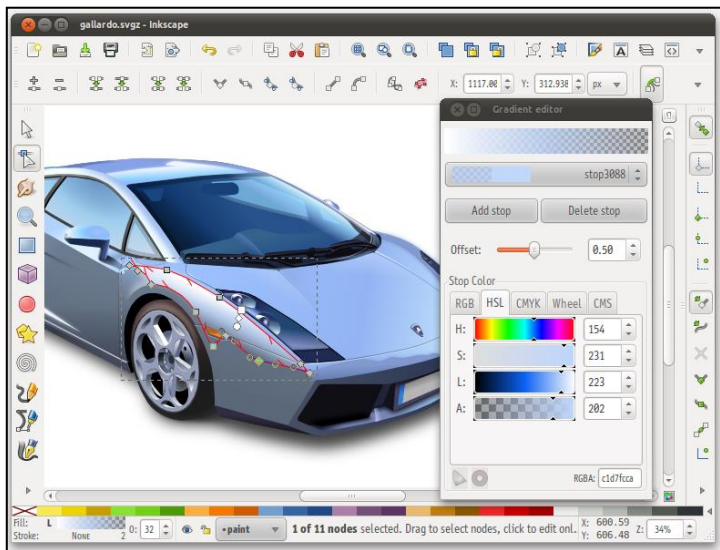 gallardo.svgz - Inkscape
X: 1117.00 Y: 312.938 px
Gradient editor
stop3088
Add stop Delete stop
Offset: 0.50
Stop Color
RGB HSL CMYK Wheel CMS
H: 154
S: 231
L: 223
A: 202
RGBA: c1d7fcca
Fill: L
Stroke: None 2
O: 32
•paint
1 of 11 nodes selected. Drag to select nodes, click to edit onl.
X: 600.59
Y: 606.48
Z: 34%